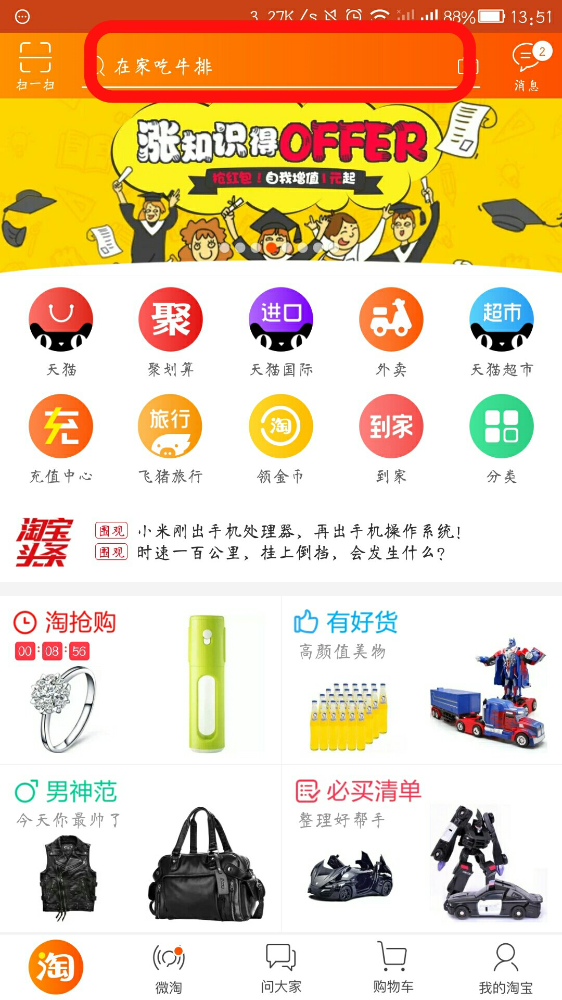 3.27K/s 88% 13:51
扫一扫
在家吃牛排
2
消息
涨知识得OFFER
抢红包！自我增值1元起
聚
进口
超市
天猫
聚划算
天猫国际
外卖
天猫超市
充
旅行
淘
到家
充值中心
飞猪旅行
领金币
到家
分类
淘宝头条
围观 小米刚出手机处理器，再出手机操作系统！
围观 时速一百公里，挂上倒挡，会发生什么？
淘抢购
00:08:56
有好货
高颜值美物
男神范
今天你最帅了
必买清单
整理好帮手
淘
微淘
问大家
购物车
我的淘宝